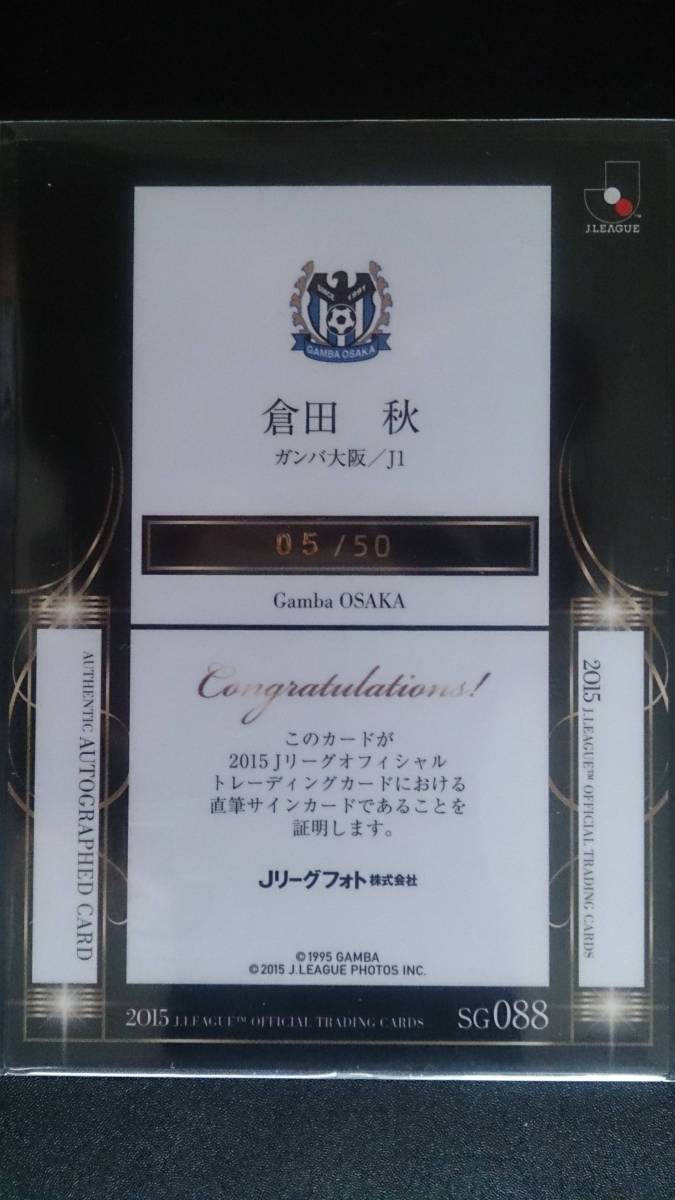 J.LEAGUE™
SINCE 1991
GAMBA OSAKA
倉田 秋
ガンバ大阪/J1
05/50
Gamba OSAKA
AUTHENTIC AUTOGRAPHED CARD
Congratulations!
このカードが
2015 Jリーグオフィシャル
トレーディングカードにおける
直筆サインカードであることを
証明します。
Jリーグフォト株式会社
©1995 GAMBA
©2015 J.LEAGUE PHOTOS INC.
2015 J.LEAGUE™ OFFICIAL TRADING CARDS
2015 J.LEAGUE™ OFFICIAL TRADING CARDS
SG088